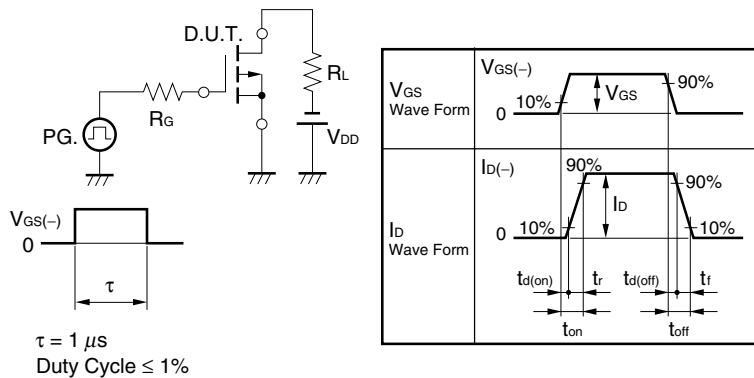 D.U.T.
RL
RG
PG.
VDD
VGS(−)
0
τ
τ = 1 μs
Duty Cycle ≤ 1%
VGS
Wave Form
VGS(−)
10%
0
VGS
90%
ID
Wave Form
ID(−)
90%
90%
ID
10%
10%
0
td(on)
tr
td(off)
tf
ton
toff